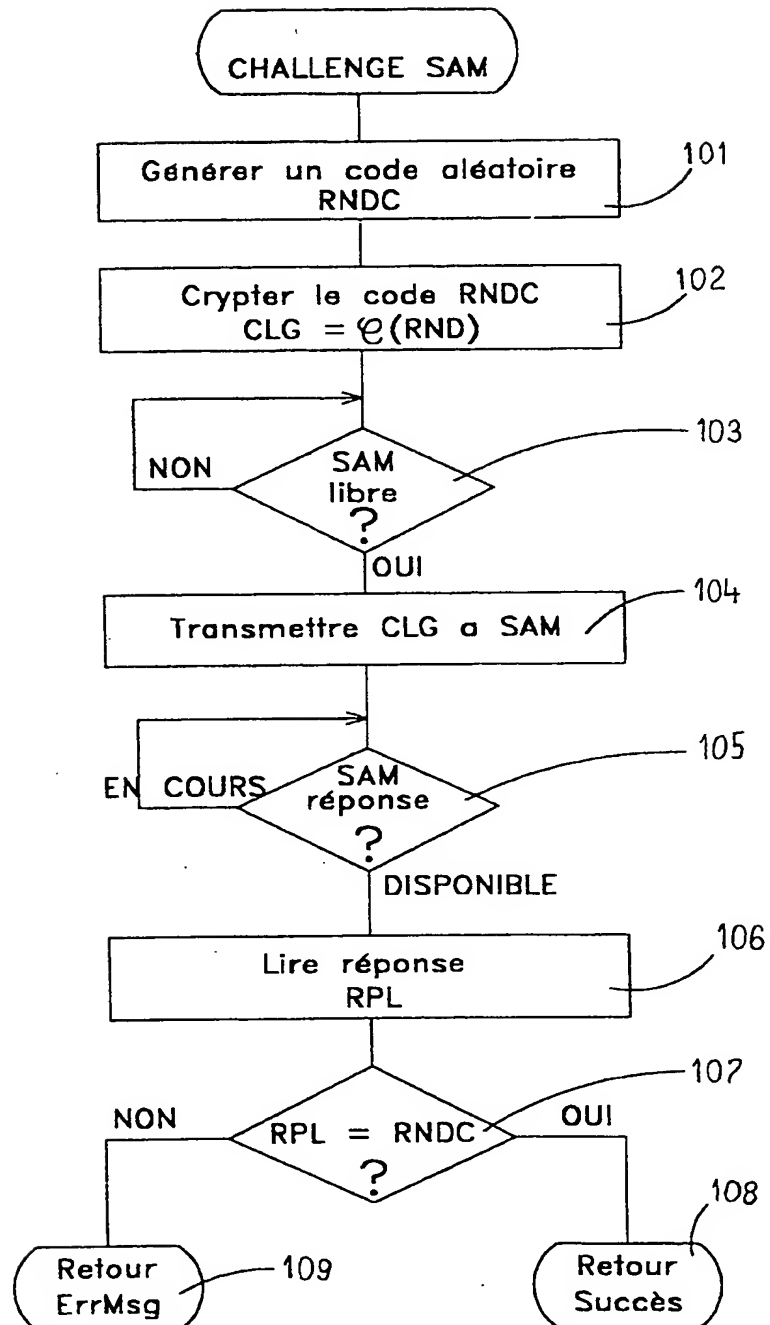 CHALLENGE SAM
Générer un code aléatoire
RNDC
101
Crypter le code RNDC
CLG = C(RND)
102
SAM
libre
?
103
NON
OUI
Transmettre CLG a SAM
104
SAM
réponse
?
105
EN COURS
DISPONIBLE
Lire réponse
RPL
106
RPL = RNDC
?
107
NON
OUI
Retour
ErrMsg
109
Retour
Succès
108